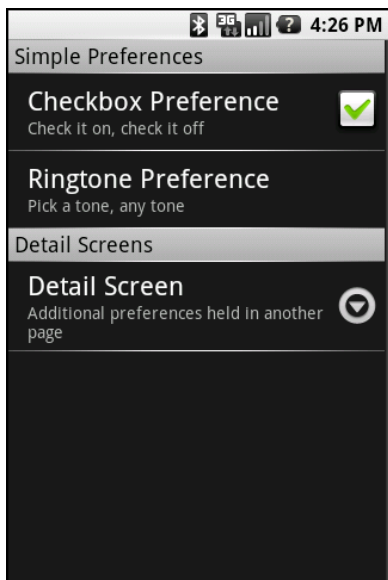 3G ? 4:26 PM
Simple Preferences
Checkbox Preference
Check it on, check it off
Ringtone Preference
Pick a tone, any tone
Detail Screens
Detail Screen
Additional preferences held in another
page